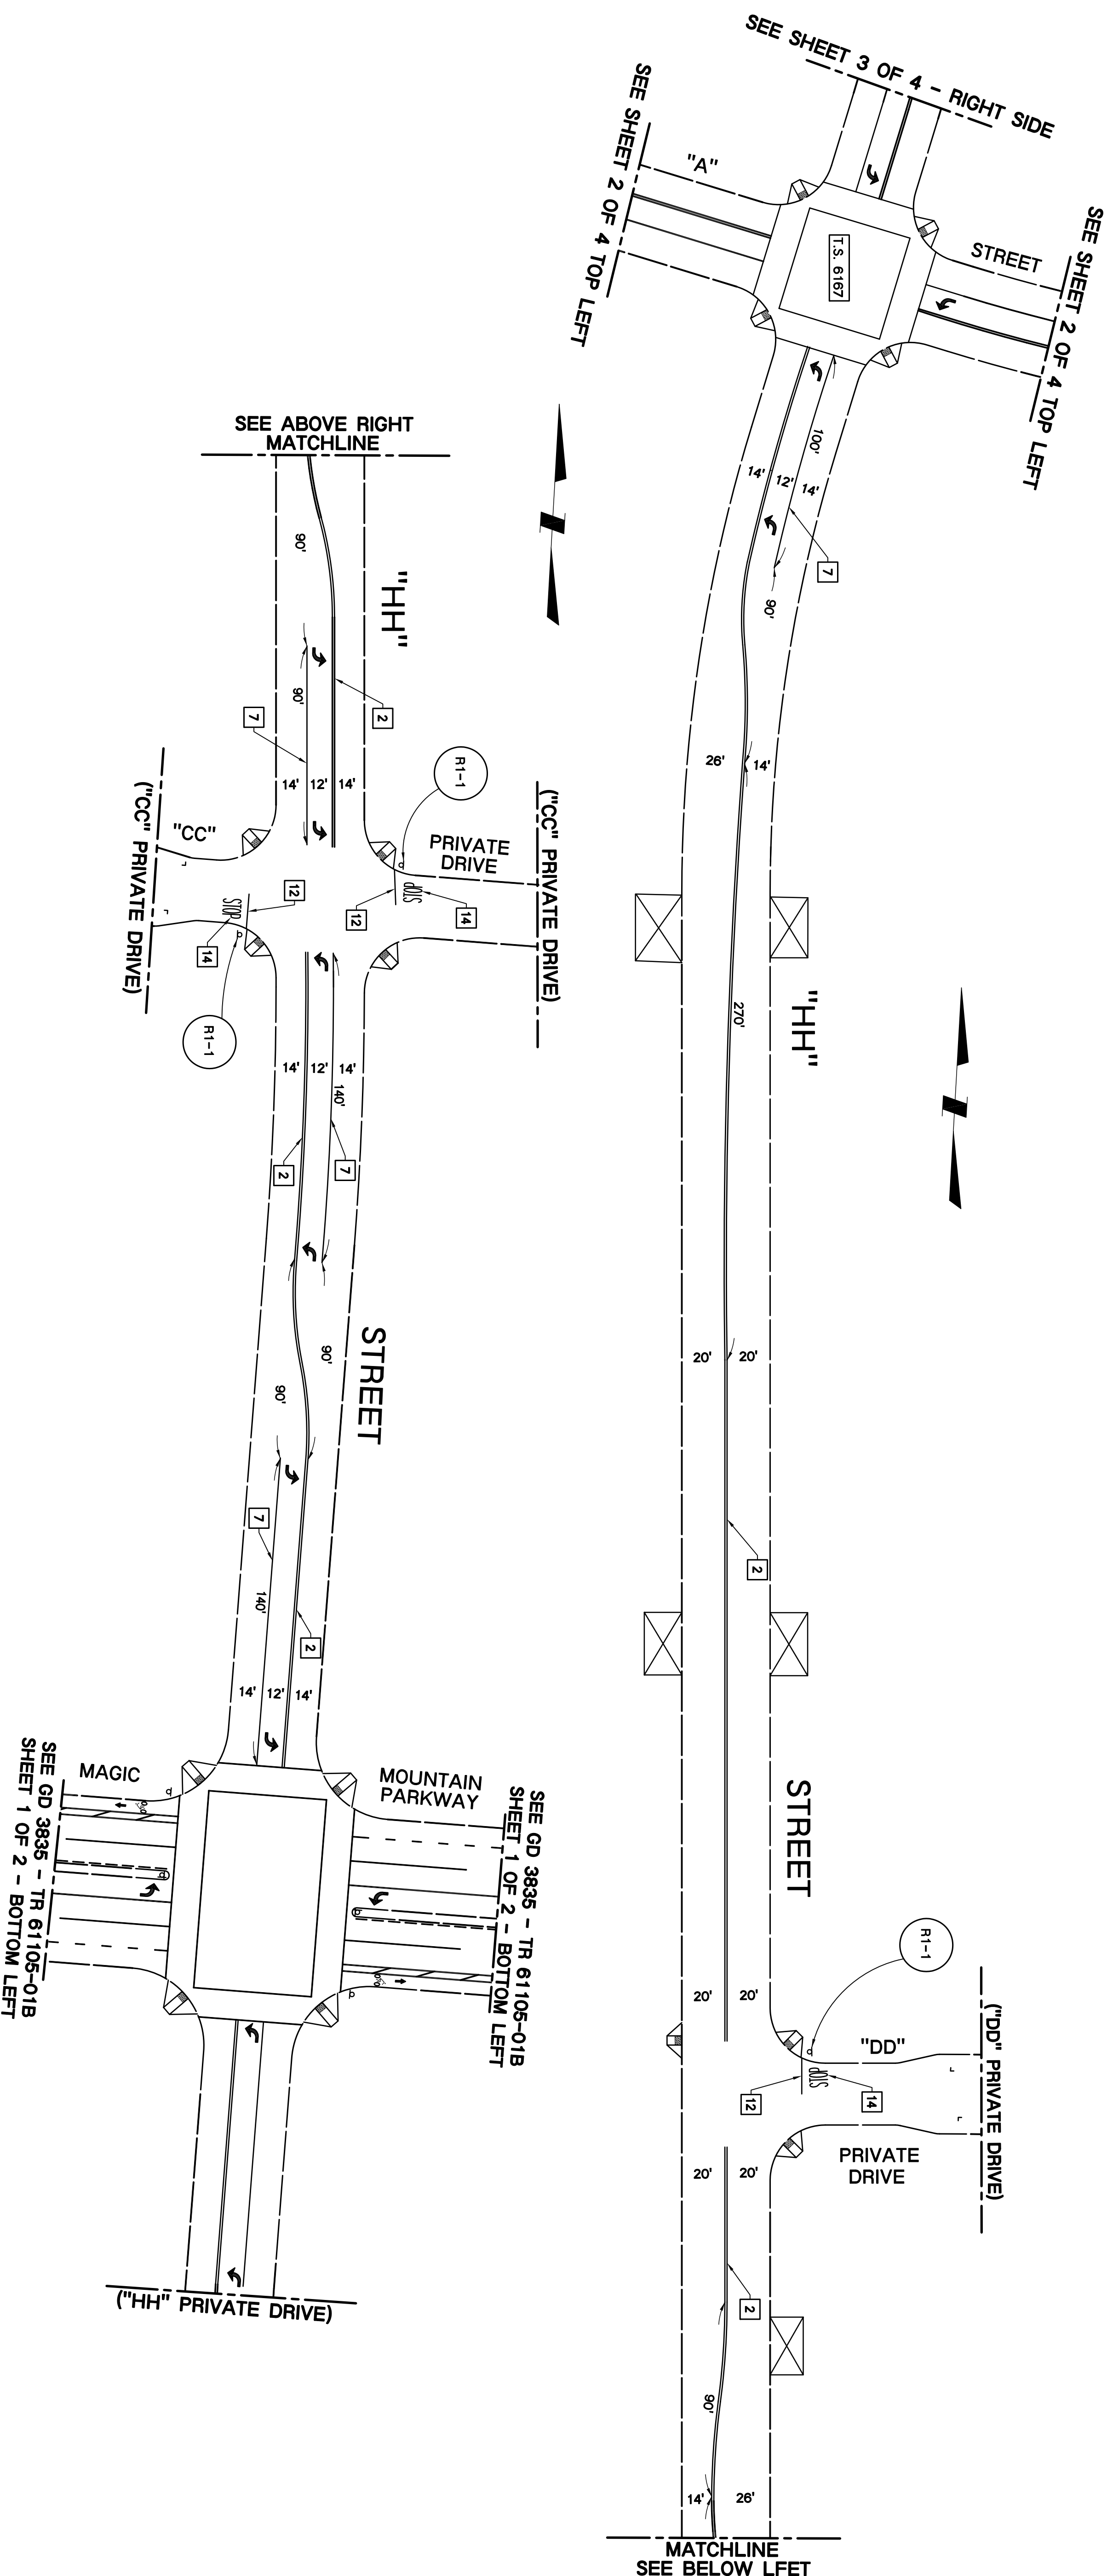 SEE SHEET 3 OF 4 - RIGHT SIDE
SEE SHEET 2 OF 4 TOP LEFT
"A"
STREET
SEE SHEET 2 OF 4 TOP LEFT
T.S. 6167
100'
14'
12'
14'
7
90'
26'
14'
"HH"
270'
20'
20'
2
STREET
R1-1
20'
20'
"DD"
("DD" PRIVATE DRIVE)
STOP
12
14
PRIVATE
DRIVE
20'
20'
2
90'
14'
26'
MATCHLINE
SEE BELOW LFET
SEE ABOVE RIGHT
MATCHLINE
90'
"HH"
90'
2
7
14'
12'
14'
R1-1
("CC" PRIVATE DRIVE)
"CC"
PRIVATE
DRIVE
("CC" PRIVATE DRIVE)
STOP
12
14
STOP
12
14
R1-1
14'
12'
14'
140'
2
7
STREET
90'
90'
7
140'
2
14'
12'
14'
MAGIC
MOUNTAIN
PARKWAY
SEE GD 3835 - TR 61105-01B
SHEET 1 OF 2 - BOTTOM LEFT
SEE GD 3835 - TR 61105-01B
SHEET 1 OF 2 - BOTTOM LEFT
("HH" PRIVATE DRIVE)